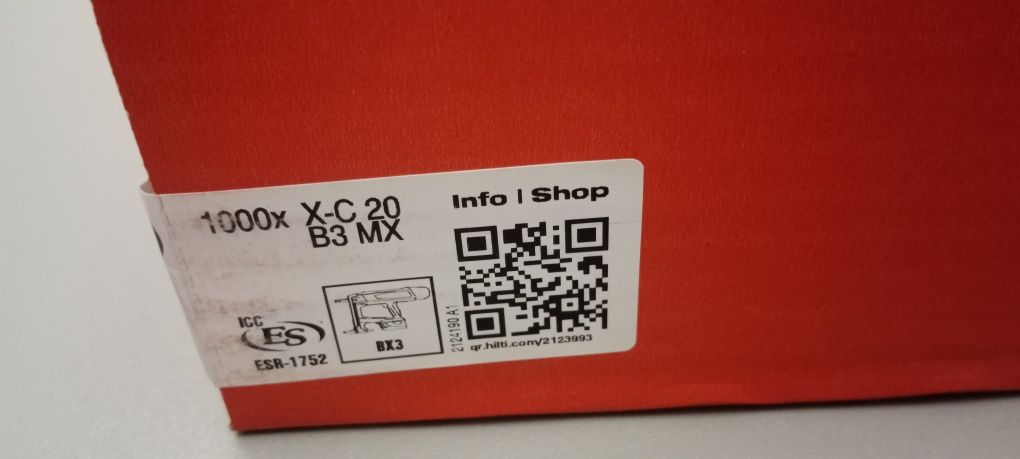 1000x X-C 20
B3 MX
Info | Shop
ICC
ES
ESR-1752
BX3
2124190 A1
qr.hilti.com/2123993